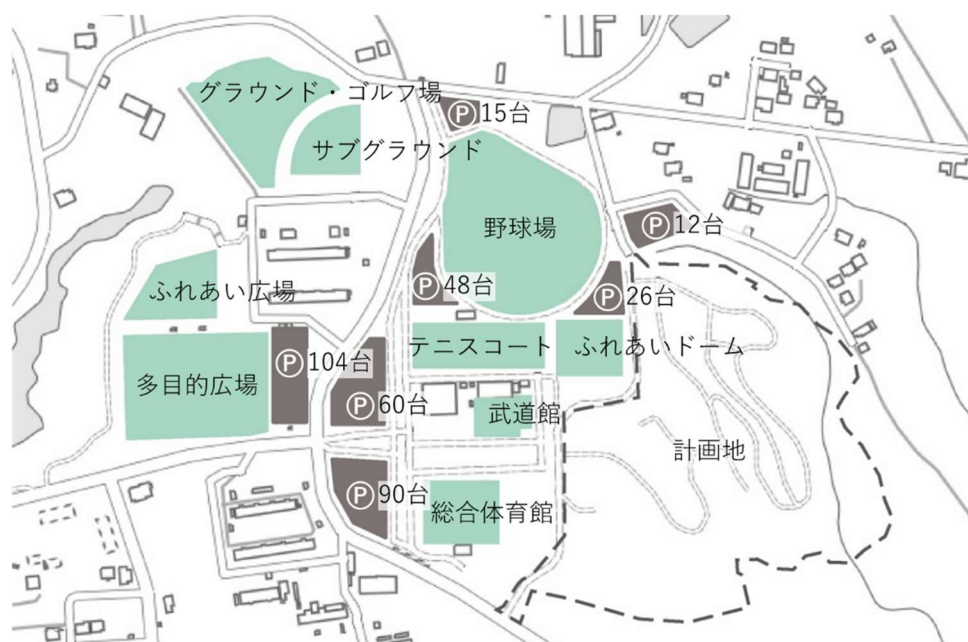 グラウンド・ゴルフ場
Ⓟ15台
サブグラウンド
野球場
Ⓟ12台
ふれあい広場
Ⓟ48台
Ⓟ26台
テニスコート
ふれあいドーム
Ⓟ104台
多目的広場
Ⓟ60台
武道館
計画地
Ⓟ90台
総合体育館